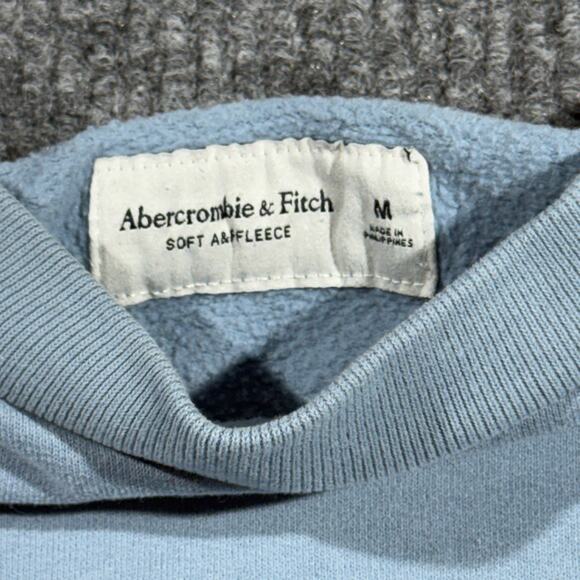 Abercrombie & Fitch
SOFT A&F FLEECE
M
MADE IN
PHILIPPINES